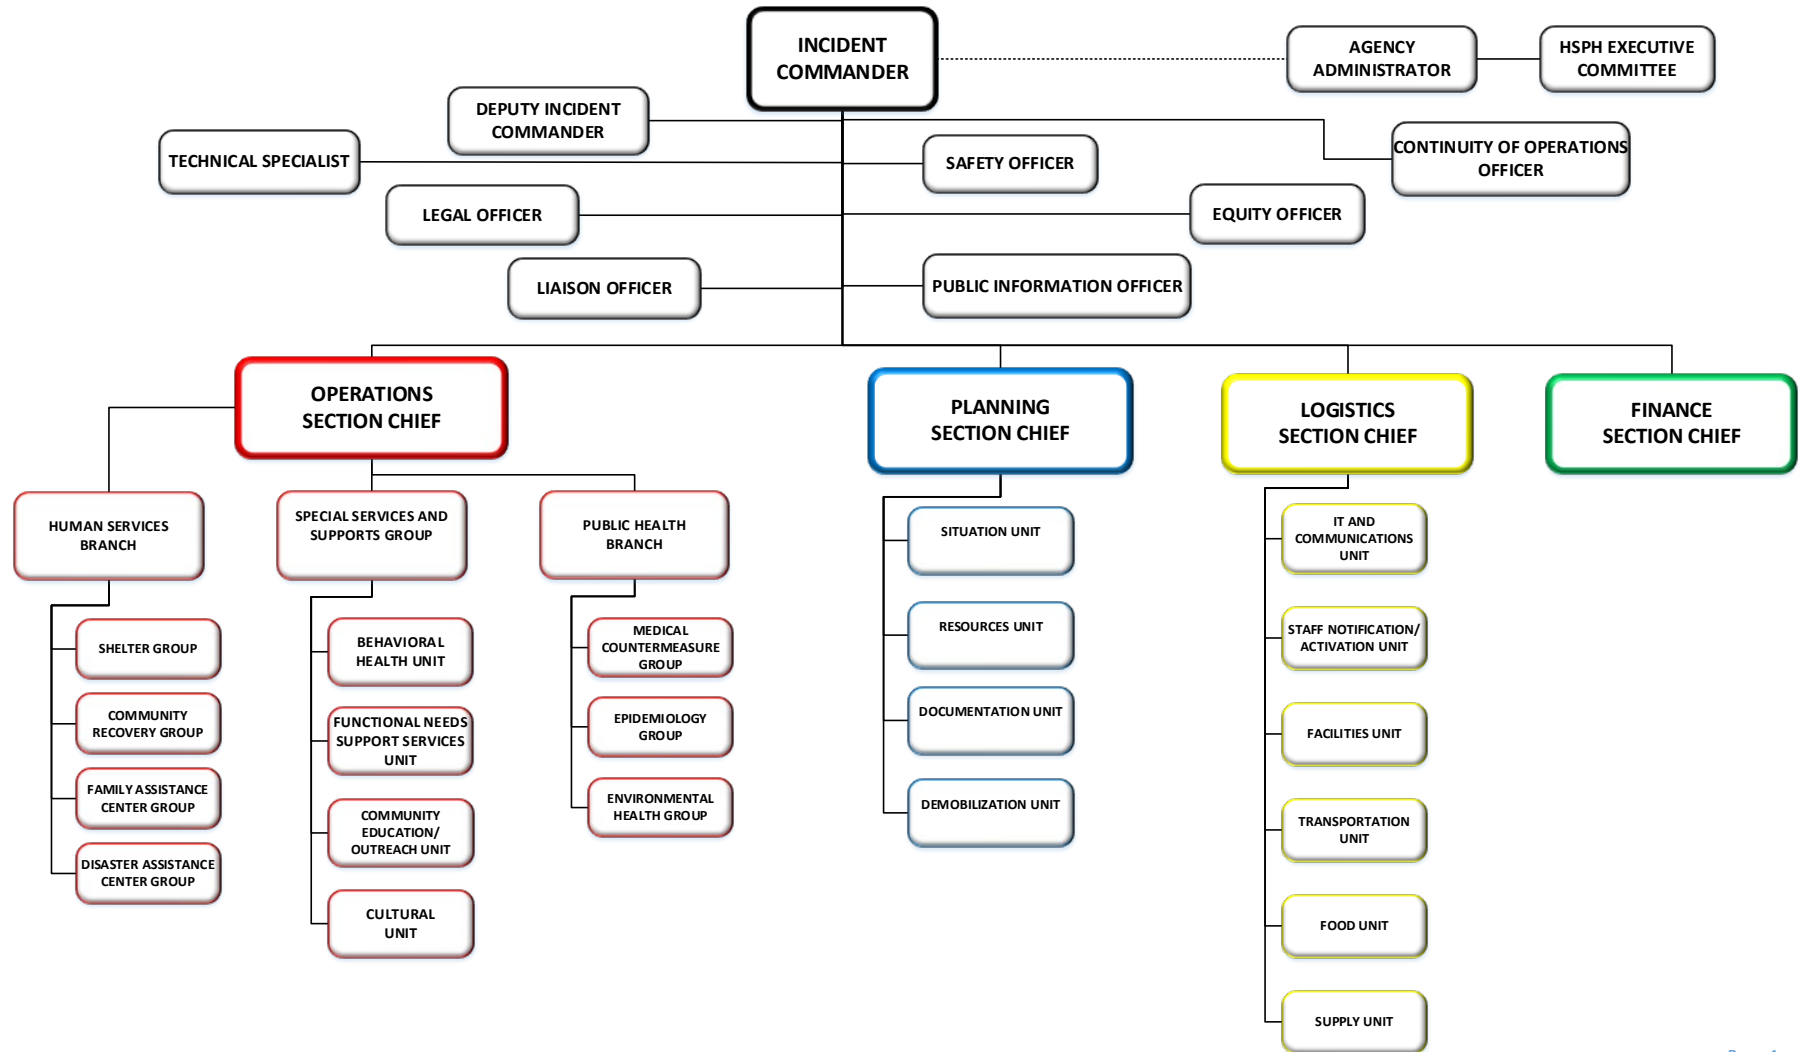 INCIDENT
COMMANDER
AGENCY
ADMINISTRATOR
HSPH EXECUTIVE
COMMITTEE
DEPUTY INCIDENT
COMMANDER
TECHNICAL SPECIALIST
SAFETY OFFICER
CONTINUITY OF OPERATIONS
OFFICER
LEGAL OFFICER
EQUITY OFFICER
LIAISON OFFICER
PUBLIC INFORMATION OFFICER
OPERATIONS
SECTION CHIEF
PLANNING
SECTION CHIEF
LOGISTICS
SECTION CHIEF
FINANCE
SECTION CHIEF
HUMAN SERVICES
BRANCH
SHELTER GROUP
COMMUNITY
RECOVERY GROUP
FAMILY ASSISTANCE
CENTER GROUP
DISASTER ASSISTANCE
CENTER GROUP
SPECIAL SERVICES AND
SUPPORTS GROUP
BEHAVIORAL
HEALTH UNIT
FUNCTIONAL NEEDS
SUPPORT SERVICES
UNIT
COMMUNITY
EDUCATION/
OUTREACH UNIT
CULTURAL
UNIT
PUBLIC HEALTH
BRANCH
MEDICAL
COUNTERMEASURE
GROUP
EPIDEMIOLOGY
GROUP
ENVIRONMENTAL
HEALTH GROUP
SITUATION UNIT
RESOURCES UNIT
DOCUMENTATION UNIT
DEMOBILIZATION UNIT
IT AND
COMMUNICATIONS
UNIT
STAFF NOTIFICATION/
ACTIVATION UNIT
FACILITIES UNIT
TRANSPORTATION
UNIT
FOOD UNIT
SUPPLY UNIT